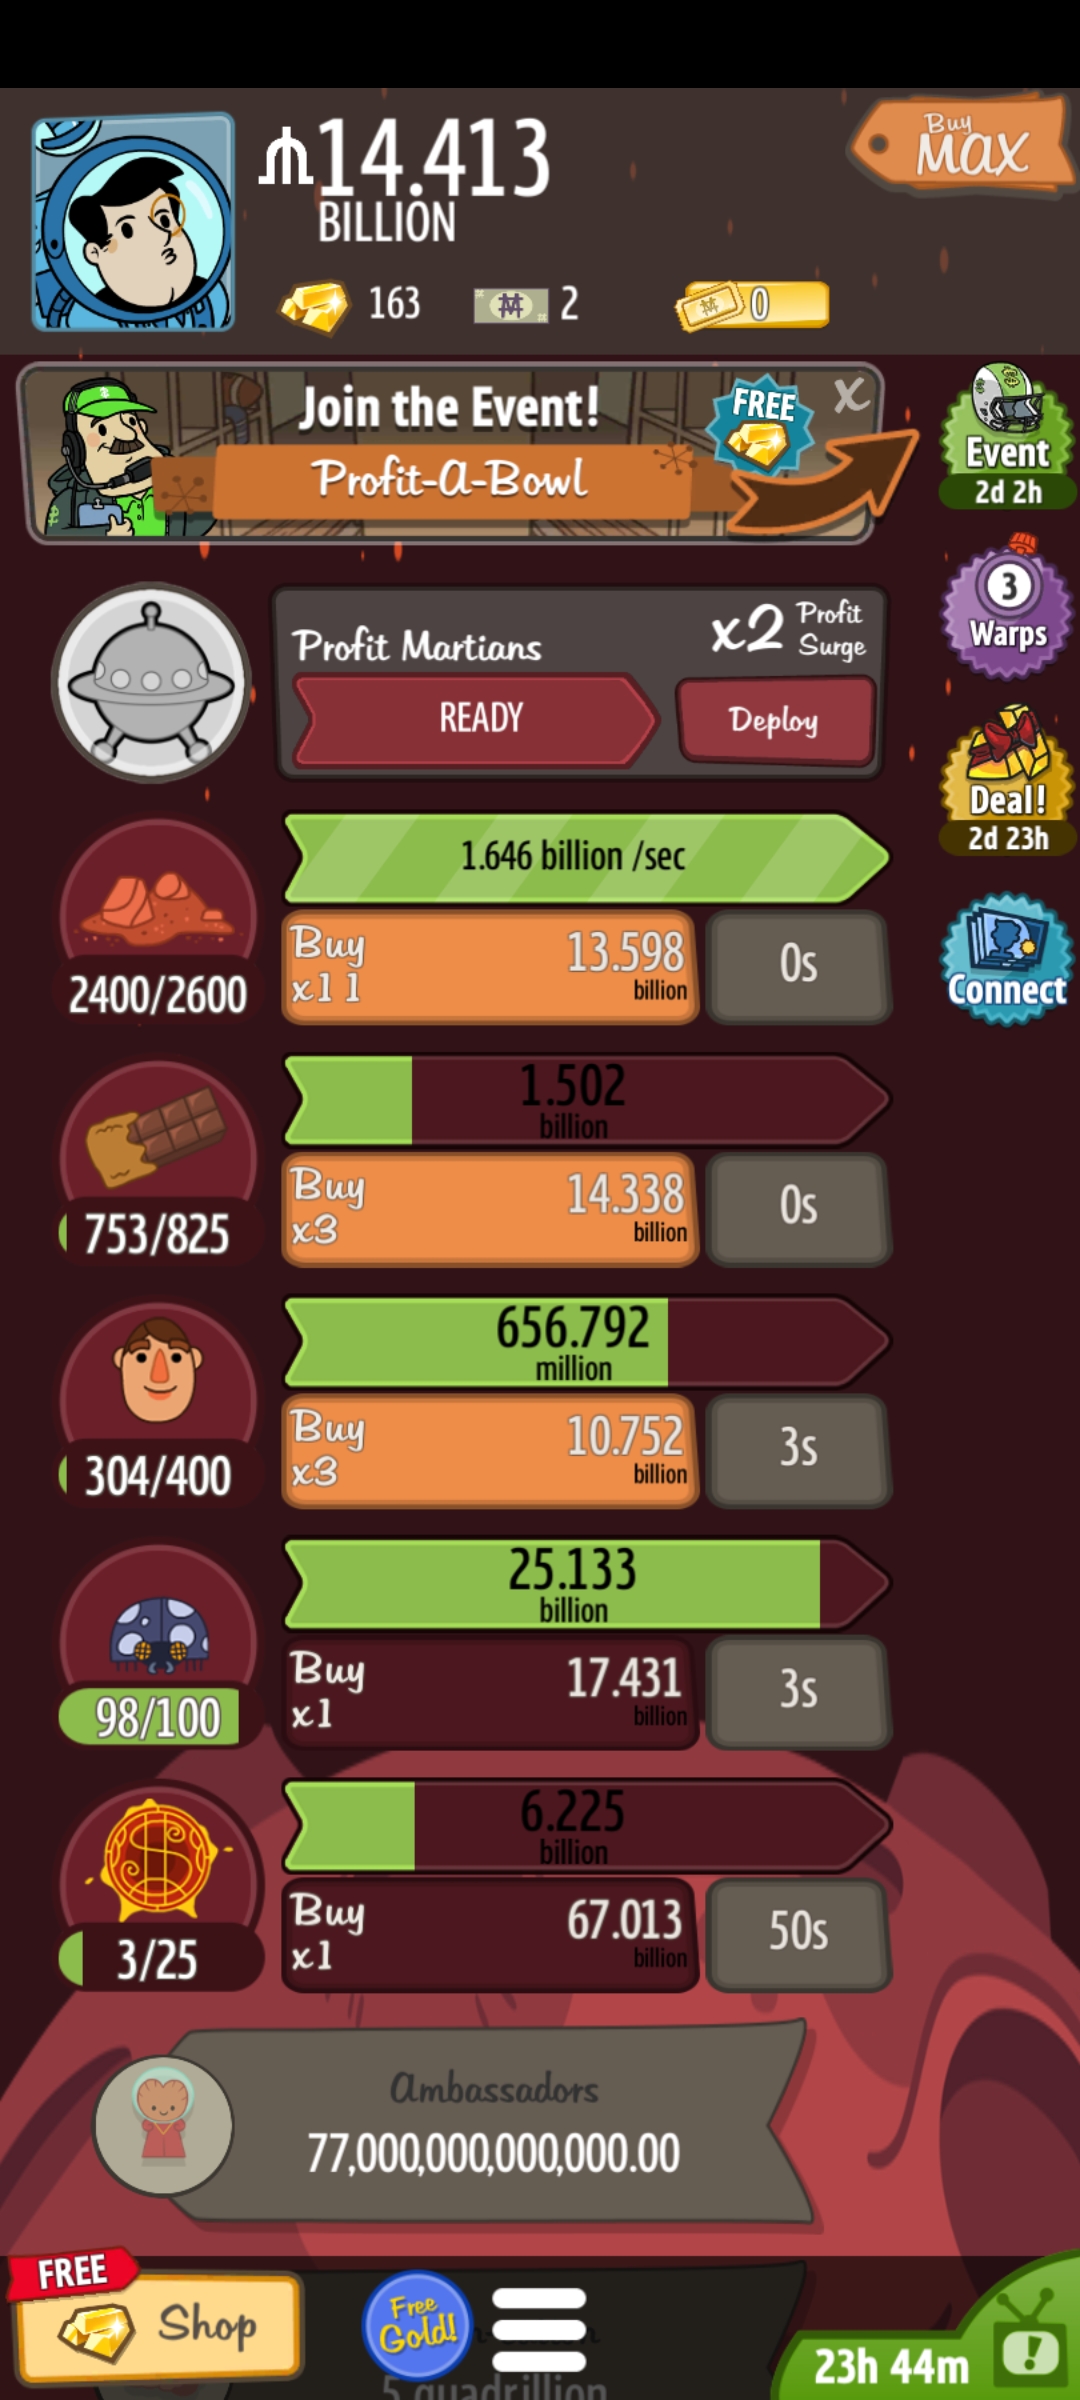 14.413
BILLION
Buy
MAX
163
2
0
Join the Event!
Profit-A-Bowl
FREE
X
Event
2d 2h
3
Warps
Profit Martians
x2 Profit Surge
READY
Deploy
Deal!
2d 23h
1.646 billion /sec
2400/2600
Buy x11
13.598 billion
0s
Connect
1.502
billion
753/825
Buy x3
14.338 billion
0s
656.792
million
304/400
Buy x3
10.752 billion
3s
25.133
billion
98/100
Buy x1
17.431 billion
3s
6.225
billion
3/25
Buy x1
67.013 billion
50s
Ambassadors
77,000,000,000,000.00
FREE
Shop
Free
Gold!
5 quadrillion
23h 44m